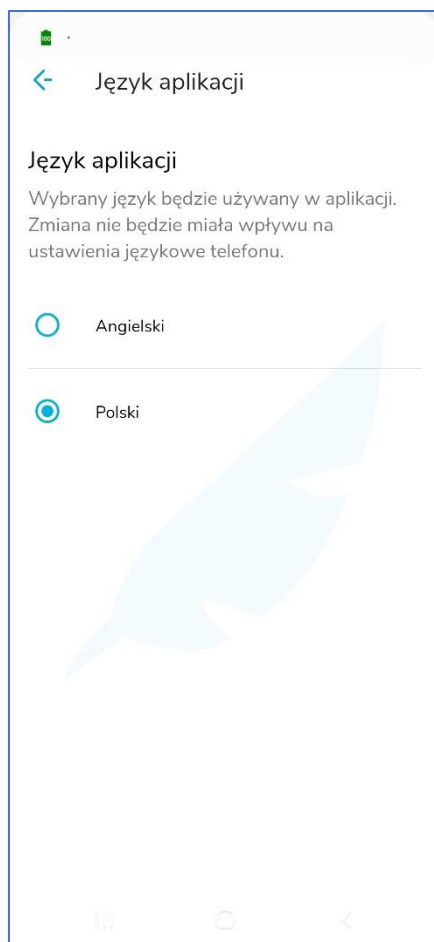 100
Język aplikacji
Język aplikacji
Wybrany język będzie używany w aplikacji.
Zmiana nie będzie miała wpływu na
ustawienia językowe telefonu.
Angielski
Polski